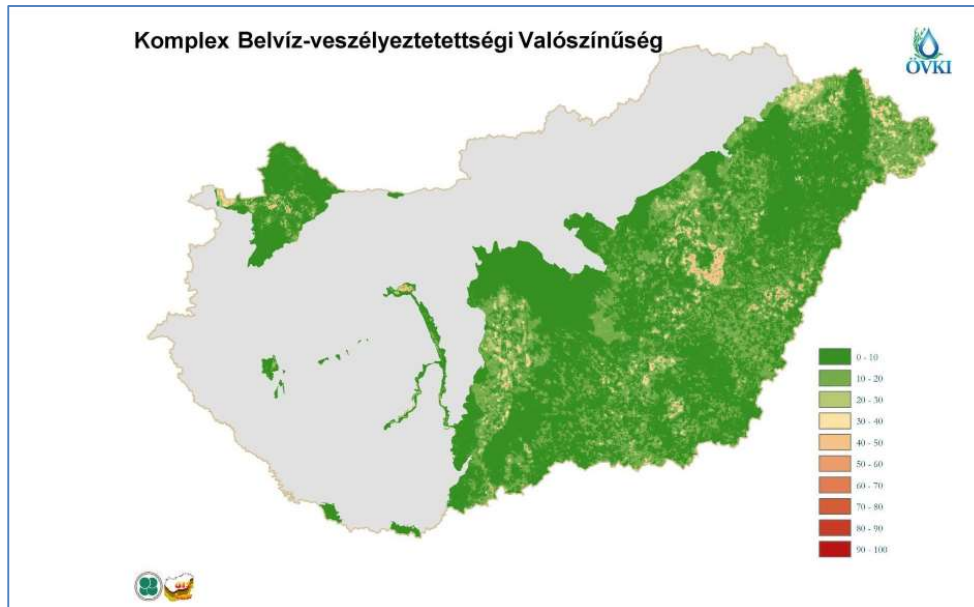 Komplex Belvíz-veszélyeztetettségi Valószínűség
ÖVKI
0 - 10
10 - 20
20 - 30
30 - 40
40 - 50
50 - 60
60 - 70
70 - 80
80 - 90
90 - 100